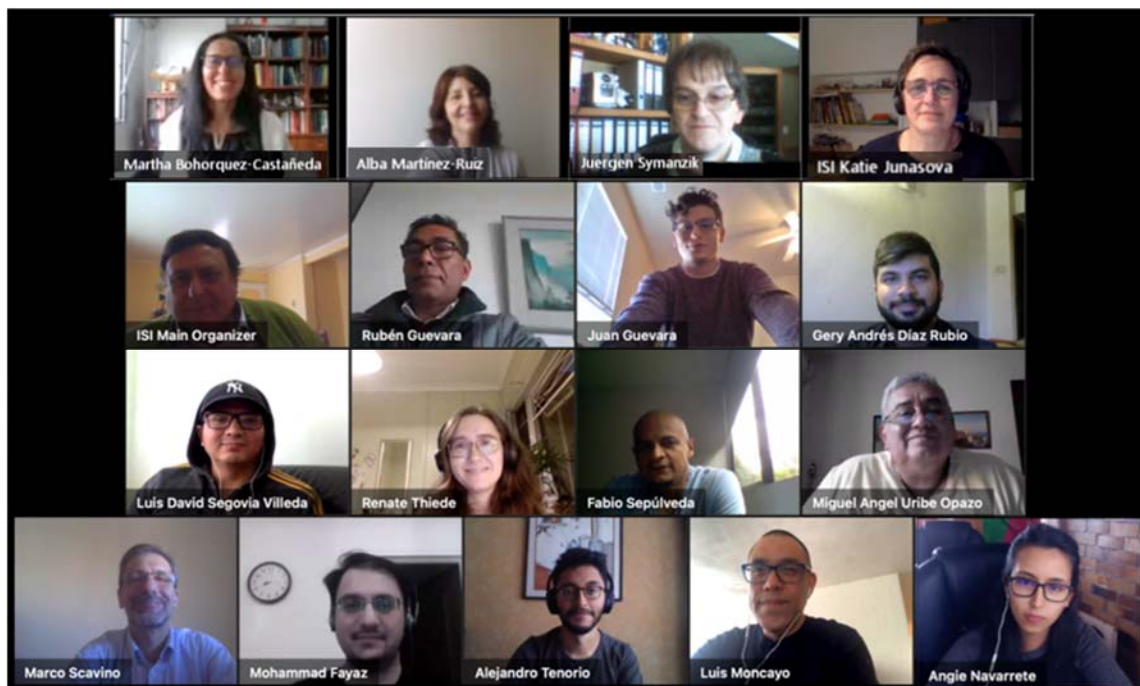 Martha Bohorquez-Castañeda
Alba Martínez-Ruiz
Juergen Symanzik
ISI Katie Junasova
ISI Main Organizer
Rubén Guevara
Juan Guevara
Gery Andrés Díaz Rubio
NY
Luis David Segovia Villeda
Renate Thiede
Fabio Sepúlveda
Miguel Angel Uribe Opazo
Marco Scavino
Mohammad Fayaz
Alejandro Tenorio
Luis Moncayo
Angie Navarrete